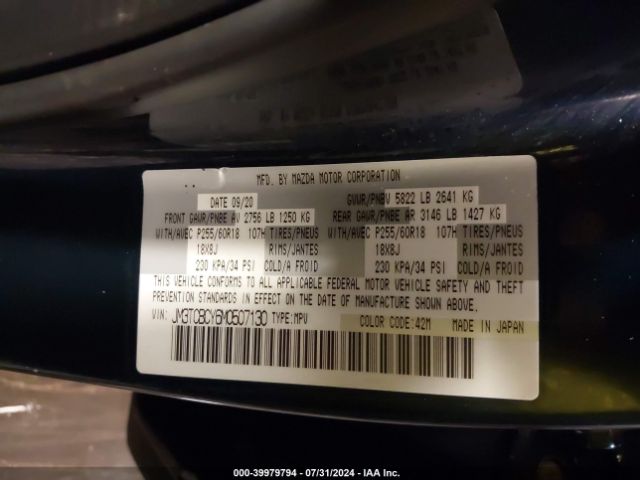 MFD. BY MAZDA MOTOR CORPORATION
DATE 09/20 GVWR/PNBV 5822 LB 2641 KG
FRONT GAWR/PNBE AV 2756 LB 1250 KG REAR GAWR/PNBE AR 3146 LB 1427 KG
WITH/AVEC P255/60R18 107H TIRES/PNEUS WITH/AVEC P255/60R18 107H TIRES/PNEUS
18X8J RIMS/JANTES 18X8J RIMS/JANTES
230 KPA/34 PSI COLD/A FROID 230 KPA/34 PSI COLD/A FROID
THIS VEHICLE CONFORMS TO ALL APPLICABLE FEDERAL MOTOR VEHICLE SAFETY AND THEFT
PREVENTION STANDARDS IN EFFECT ON THE DATE OF MANUFACTURE SHOWN ABOVE.
VIN: JM3TCBCY6M0507130 TYPE: MPV COLOR CODE: 42M MADE IN JAPAN
©-39979794 - 07/31/2024 - IAA Inc.